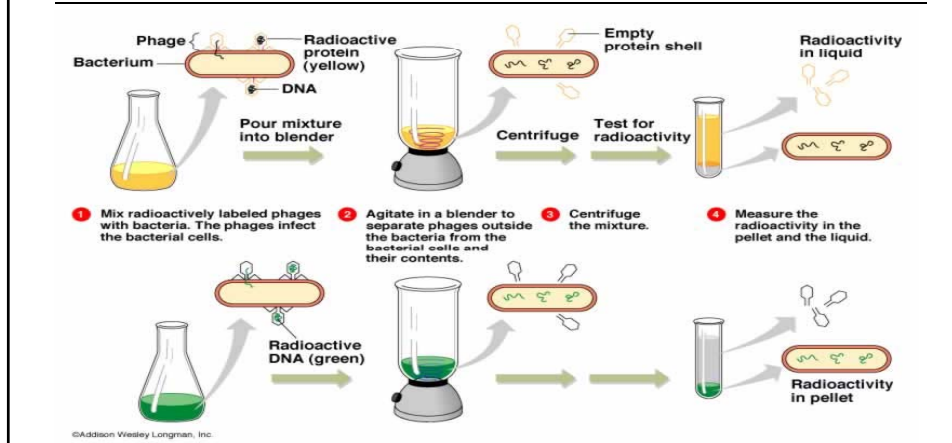 Phage
Bacterium
Radioactive
protein
(yellow)
DNA
Pour mixture
into blender
Empty
protein shell
Centrifuge
Test for
radioactivity
Radioactivity
in liquid
1 Mix radioactively labeled phages
with bacteria. The phages infect
the bacterial cells.
2 Agitate in a blender to
separate phages outside
the bacteria from the
bacterial cells and
their contents.
3 Centrifuge
the mixture.
4 Measure the
radioactivity in the
pellet and the liquid.
Radioactive
DNA (green)
Radioactivity
in pellet
©Addison Wesley Longman, Inc.